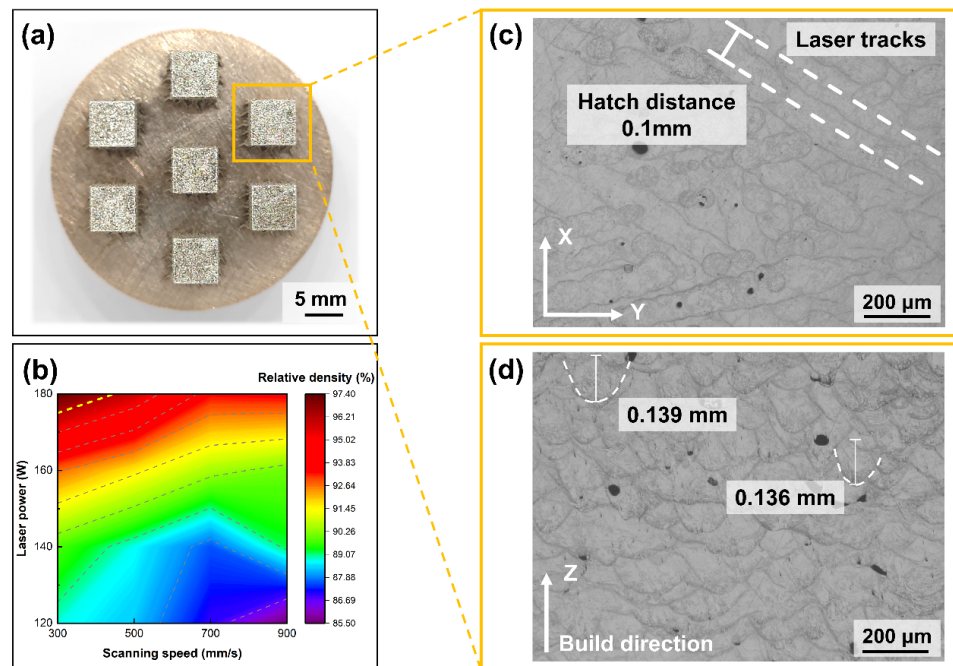 (a)
5 mm
(b)
Relative density (%)
180
160
140
120
Laser power (W)
300
500
700
900
Scanning speed (mm/s)
97.40
96.21
95.02
93.83
92.64
91.45
90.26
89.07
87.88
86.69
85.50
(c)
Laser tracks
Hatch distance
0.1mm
X
Y
200 µm
(d)
0.139 mm
0.136 mm
Z
Build direction
200 µm